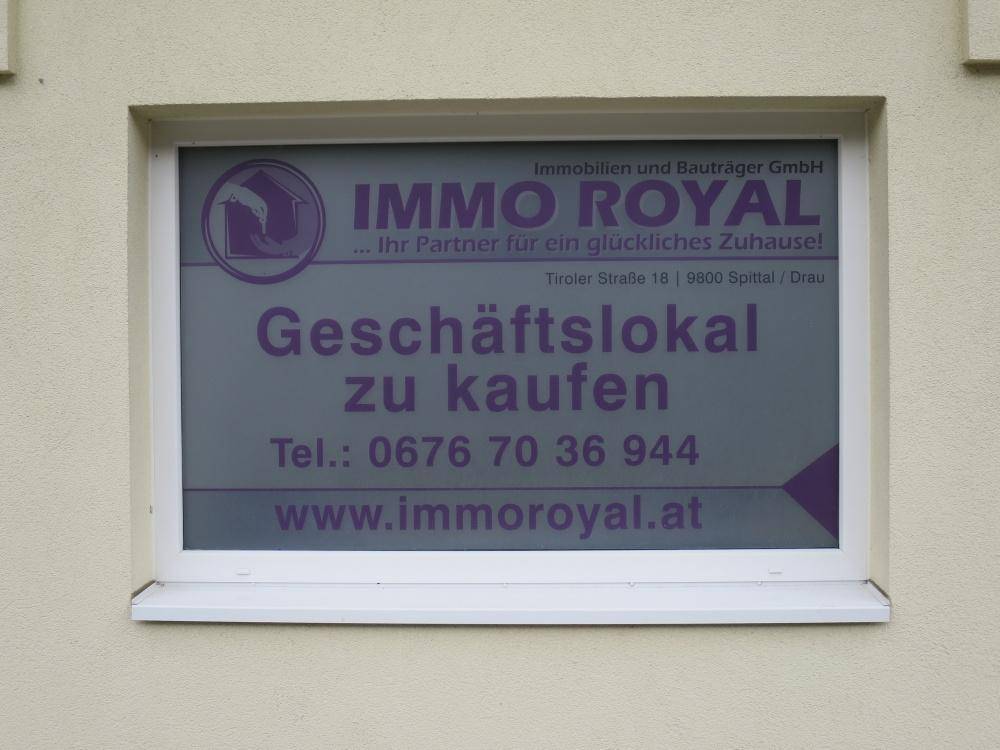 Immobilien und Bauträger GmbH
IMMO ROYAL
... Ihr Partner für ein glückliches Zuhause!
Tiroler Straße 18 | 9800 Spittal / Drau
Geschäftslokal
zu kaufen
Tel.: 0676 70 36 944
www.immoroyal.at